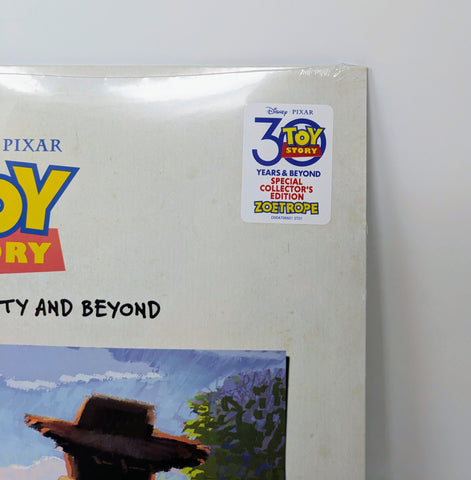 PIXAR
OY
ORY
TY AND BEYOND
Disney PIXAR
30 TOY
STORY
YEARS & BEYOND
SPECIAL
COLLECTOR'S
EDITION
ZOETROPE